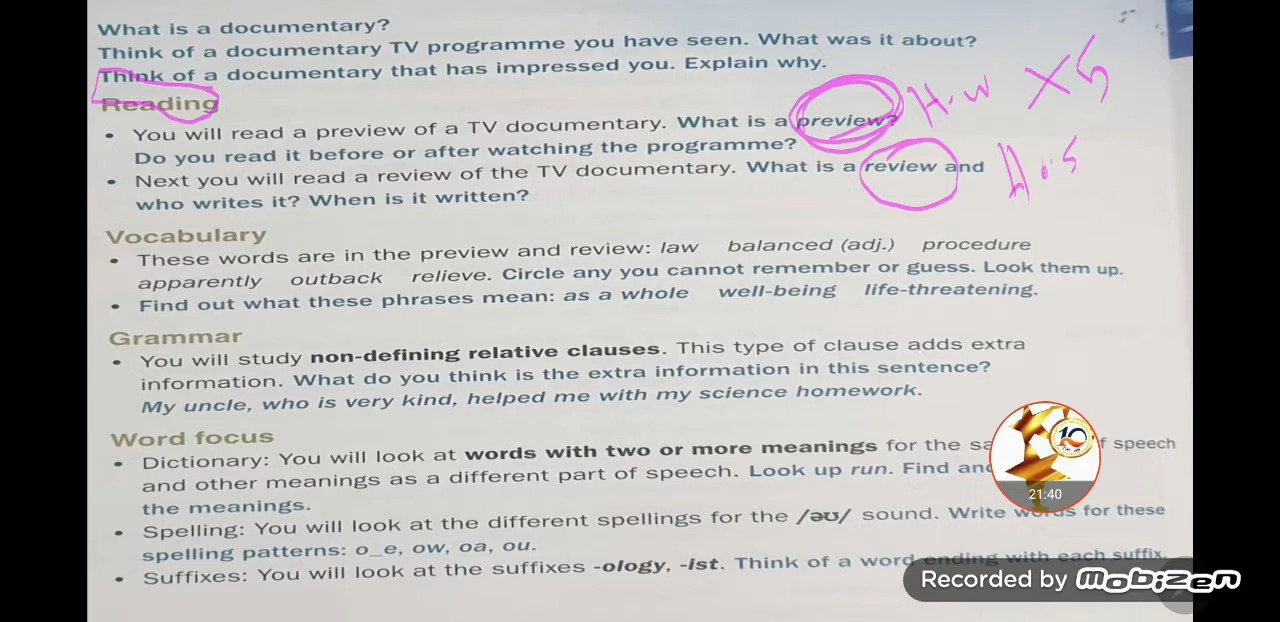 What is a documentary?
Think of a documentary TV programme you have seen. What was it about?
Think of a documentary that has impressed you. Explain why.
Reading
• You will read a preview of a TV documentary. What is a preview?
Do you read it before or after watching the programme?
• Next you will read a review of the TV documentary. What is a review and
who writes it? When is it written?
H.w X5
Vocabulary
• These words are in the preview and review: law balanced (adj.) procedure
apparently outback relieve. Circle any you cannot remember or guess. Look them up.
• Find out what these phrases mean: as a whole well-being life-threatening.
Grammar
• You will study non-defining relative clauses. This type of clause adds extra
information. What do you think is the extra information in this sentence?
My uncle, who is very kind, helped me with my science homework.
Word focus
• Dictionary: You will look at words with two or more meanings for the of speech
and other meanings as a different part of speech. Look up run. Find
the meanings.
• Spelling: You will look at the different spellings for the /əʊ/ sound. Write words for these
spelling patterns: o_e, ow, oa, ou.
• Suffixes: You will look at the suffixes -ology, -ist. Think of a word ending with each suffix.
10
21:40
Recorded by Mobizen